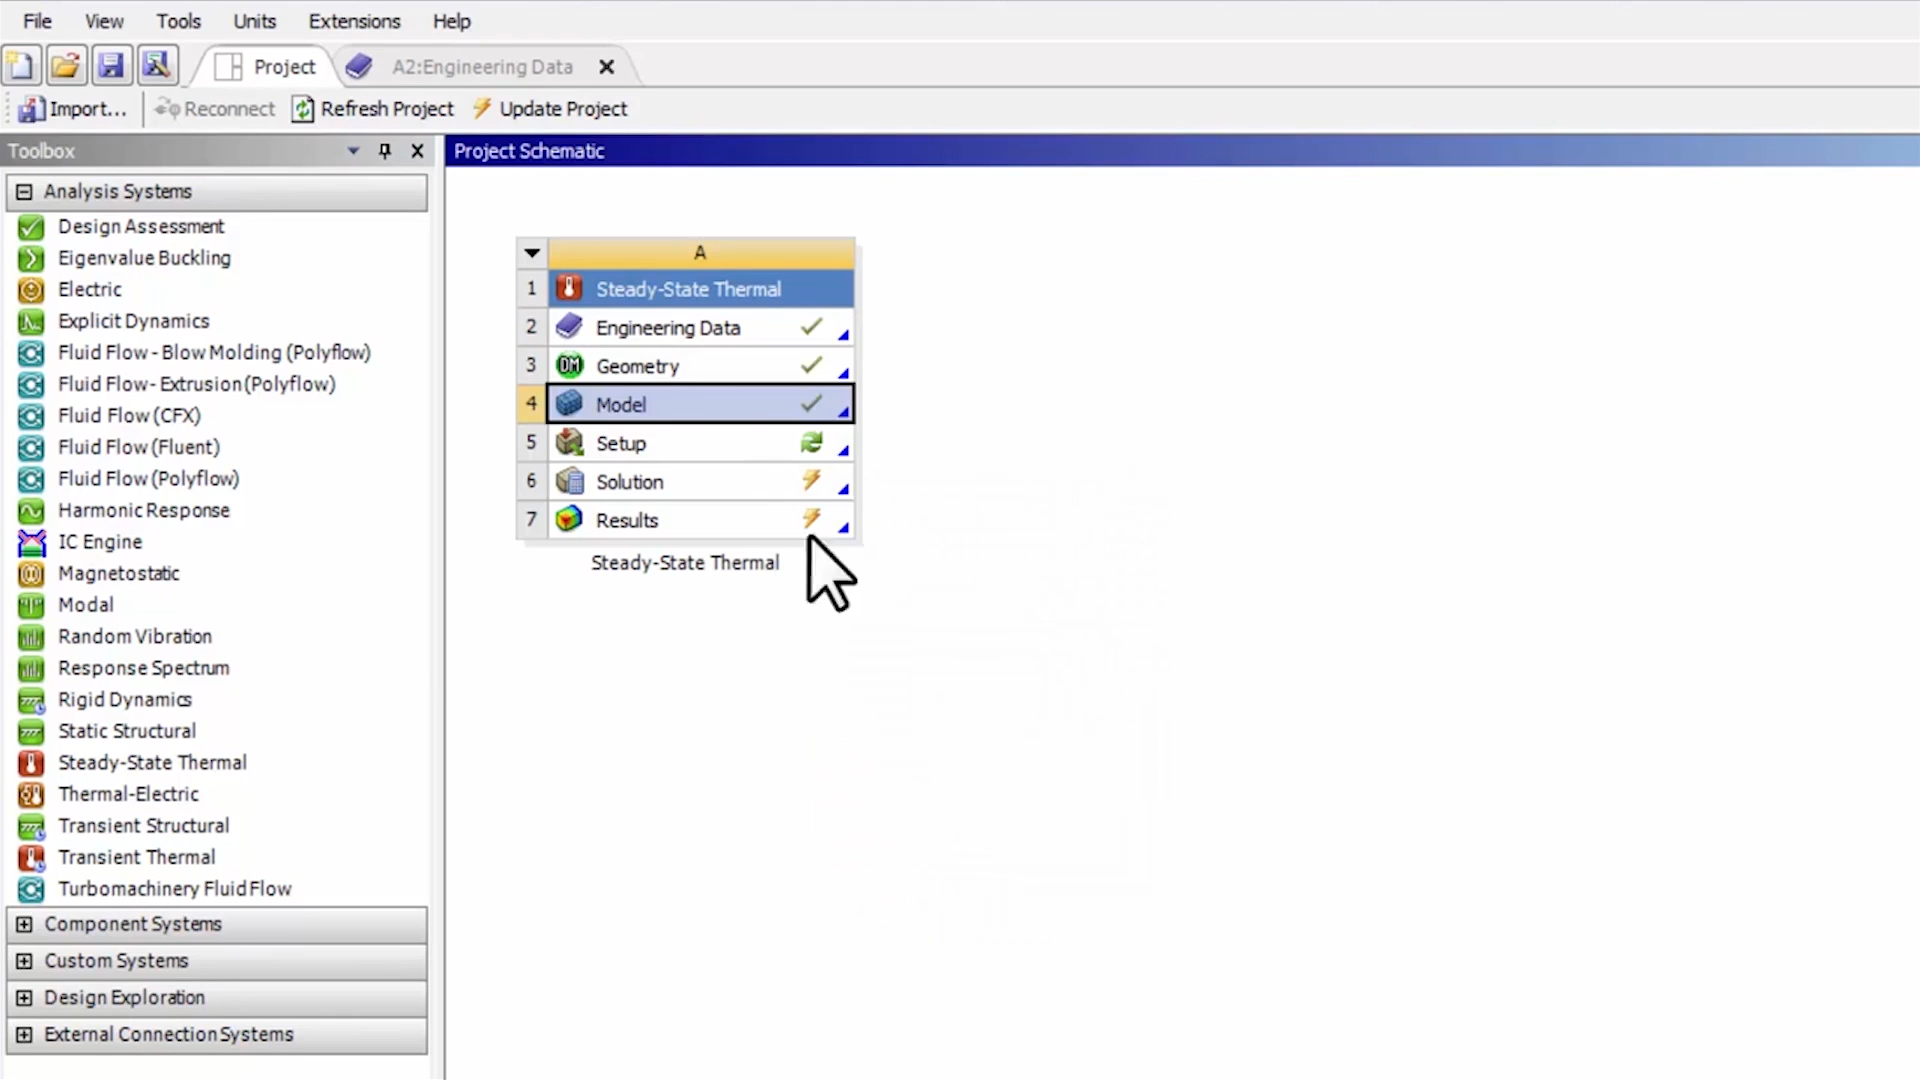 File View Tools Units Extensions Help
Project A2:Engineering Data
Import... Reconnect Refresh Project Update Project
Toolbox
Project Schematic
Analysis Systems
Design Assessment
Eigenvalue Buckling
Electric
Explicit Dynamics
Fluid Flow - Blow Molding (Polyflow)
Fluid Flow- Extrusion (Polyflow)
Fluid Flow (CFX)
Fluid Flow (Fluent)
Fluid Flow (Polyflow)
Harmonic Response
IC Engine
Magnetostatic
Modal
Random Vibration
Response Spectrum
Rigid Dynamics
Static Structural
Steady-State Thermal
Thermal-Electric
Transient Structural
Transient Thermal
Turbomachinery Fluid Flow
Component Systems
Custom Systems
Design Exploration
External Connection Systems
A
1 Steady-State Thermal
2 Engineering Data
3 DM Geometry
4 Model
5 Setup
6 Solution
7 Results
Steady-State Thermal